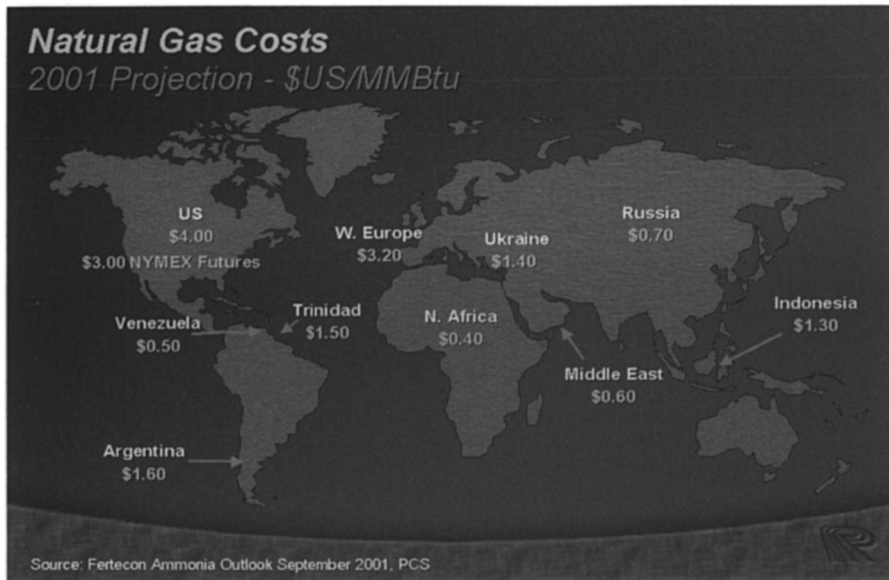 Natural Gas Costs
2001 Projection - $US/MMBtu
US
$4.00
$3.00 NYMEX Futures
W. Europe
$3.20
Ukraine
$1.40
Russia
$0.70
Venezuela
$0.50
Trinidad
$1.50
N. Africa
$0.40
Middle East
$0.60
Indonesia
$1.30
Argentina
$1.60
Source: Fertecon Ammonia Outlook September 2001, PCS